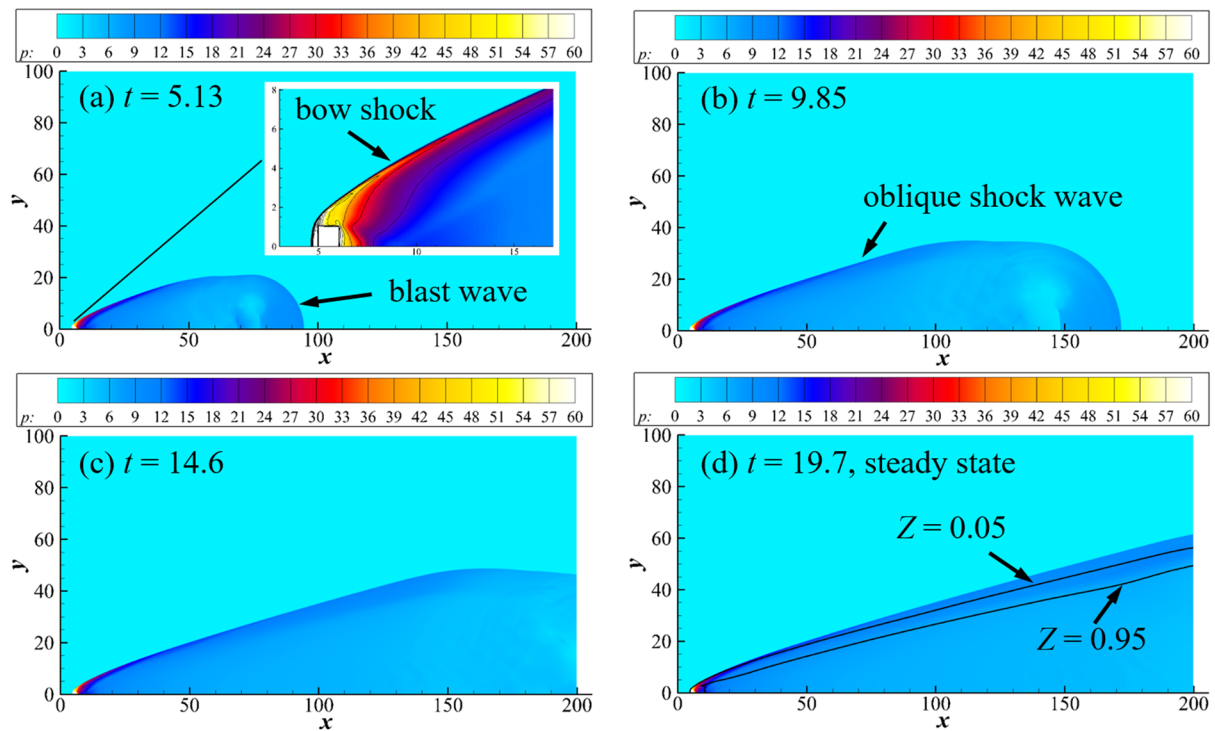 p: 0 3 6 9 12 15 18 21 24 27 30 33 36 39 42 45 48 51 54 57 60
100
80
60
40
20
0
y
(a) t = 5.13
8
6
4
2
0
bow shock
5 10 15
blast wave
0 50 100 150 200
x
p: 0 3 6 9 12 15 18 21 24 27 30 33 36 39 42 45 48 51 54 57 60
100
80
60
40
20
0
y
(b) t = 9.85
oblique shock wave
0 50 100 150 200
x
p: 0 3 6 9 12 15 18 21 24 27 30 33 36 39 42 45 48 51 54 57 60
100
80
60
40
20
0
y
(c) t = 14.6
0 50 100 150 200
x
p: 0 3 6 9 12 15 18 21 24 27 30 33 36 39 42 45 48 51 54 57 60
100
80
60
40
20
0
y
(d) t = 19.7, steady state
Z = 0.05
Z = 0.95
0 50 100 150 200
x